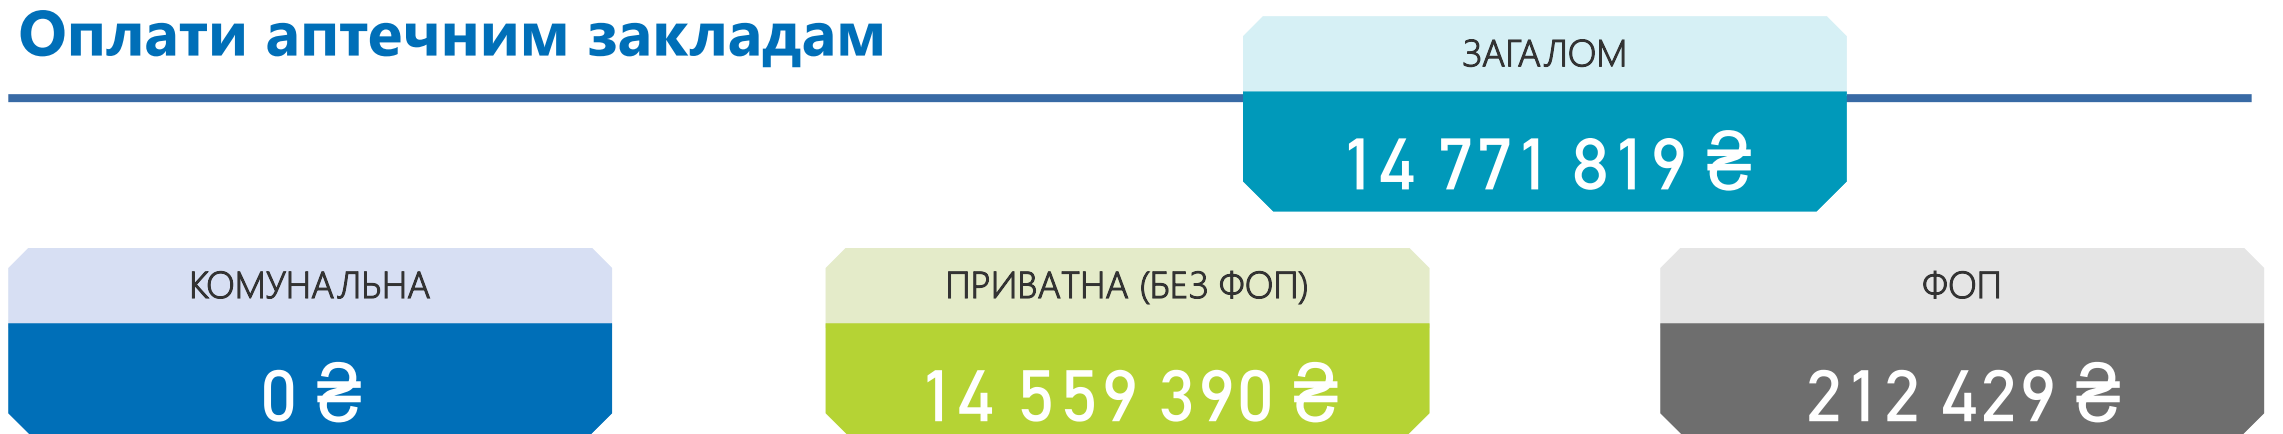 Оплати аптечним закладам
ЗАГАЛОМ
14 771 819 ₴
КОМУНАЛЬНА
0 ₴
ПРИВАТНА (БЕЗ ФОП)
14 559 390 ₴
ФОП
212 429 ₴